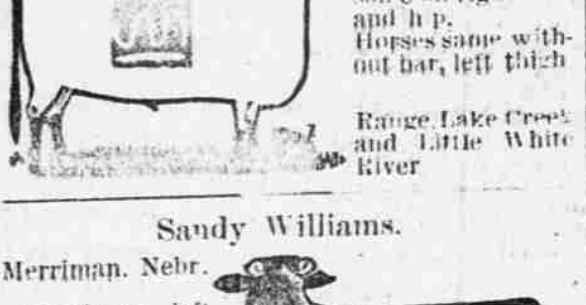 and h p.
Horses same with-
out bar, left thigh
Range, Lake Creek
and Little White
River
Sandy Williams.
Merriman. Nebr.